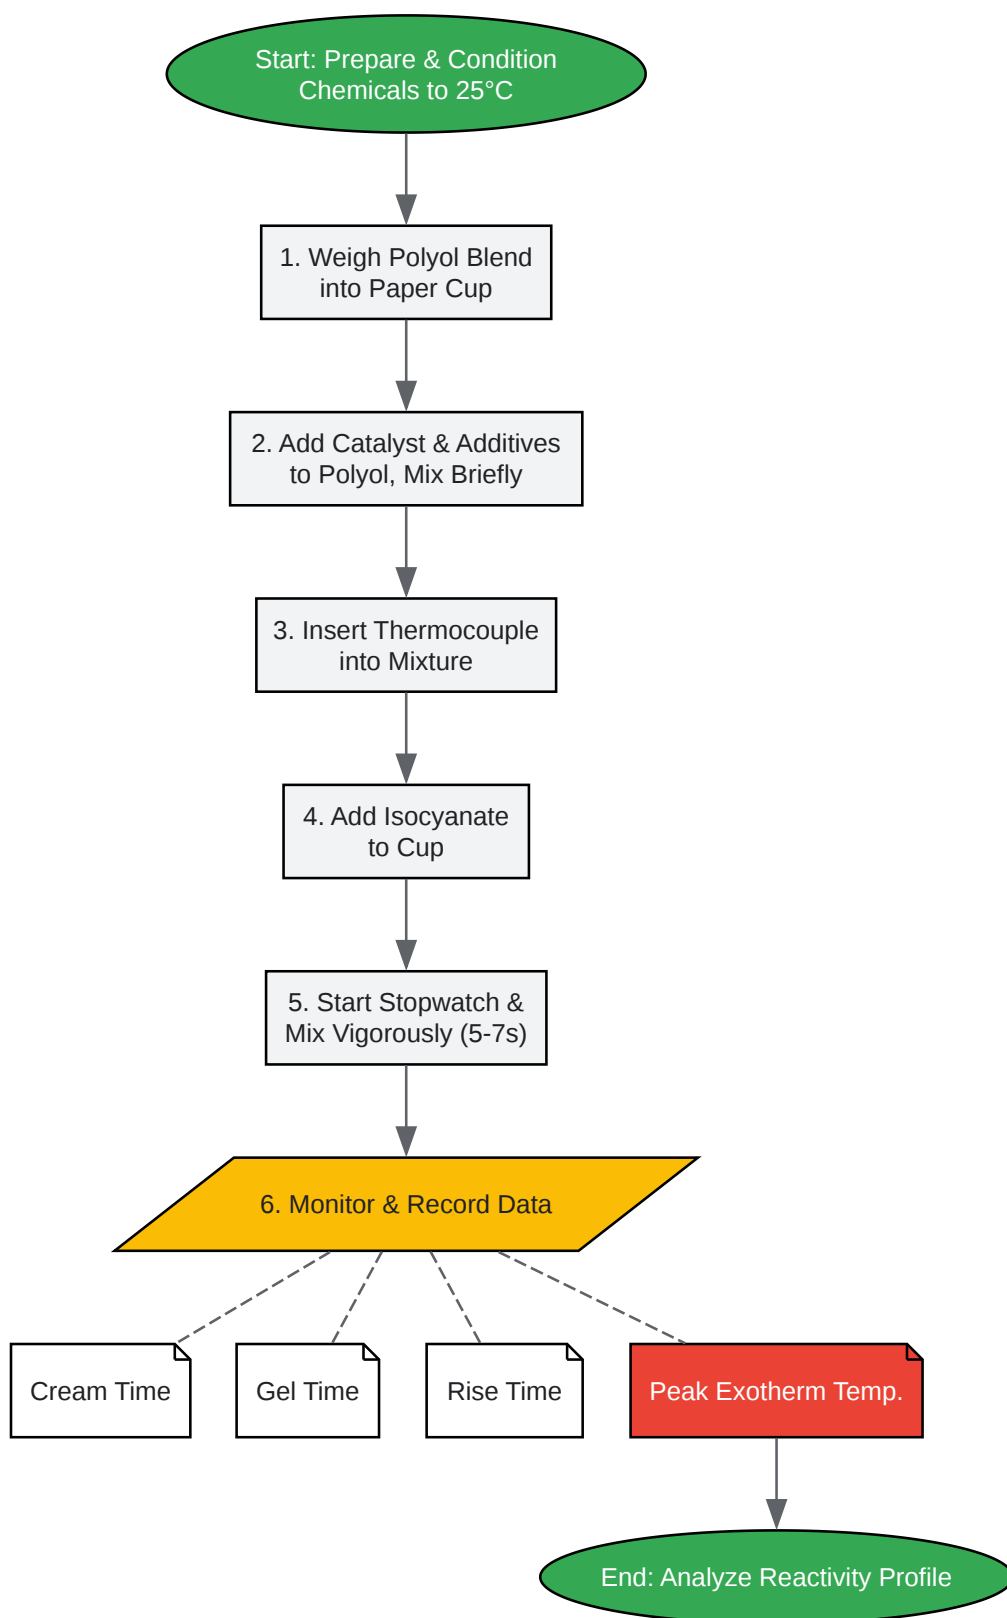 Start: Prepare & Condition
Chemicals to 25°C
1. Weigh Polyol Blend
into Paper Cup
2. Add Catalyst & Additives
to Polyol, Mix Briefly
3. Insert Thermocouple
into Mixture
4. Add Isocyanate
to Cup
5. Start Stopwatch &
Mix Vigorously (5-7s)
6. Monitor & Record Data
Cream Time
Gel Time
Rise Time
Peak Exotherm Temp.
End: Analyze Reactivity Profile